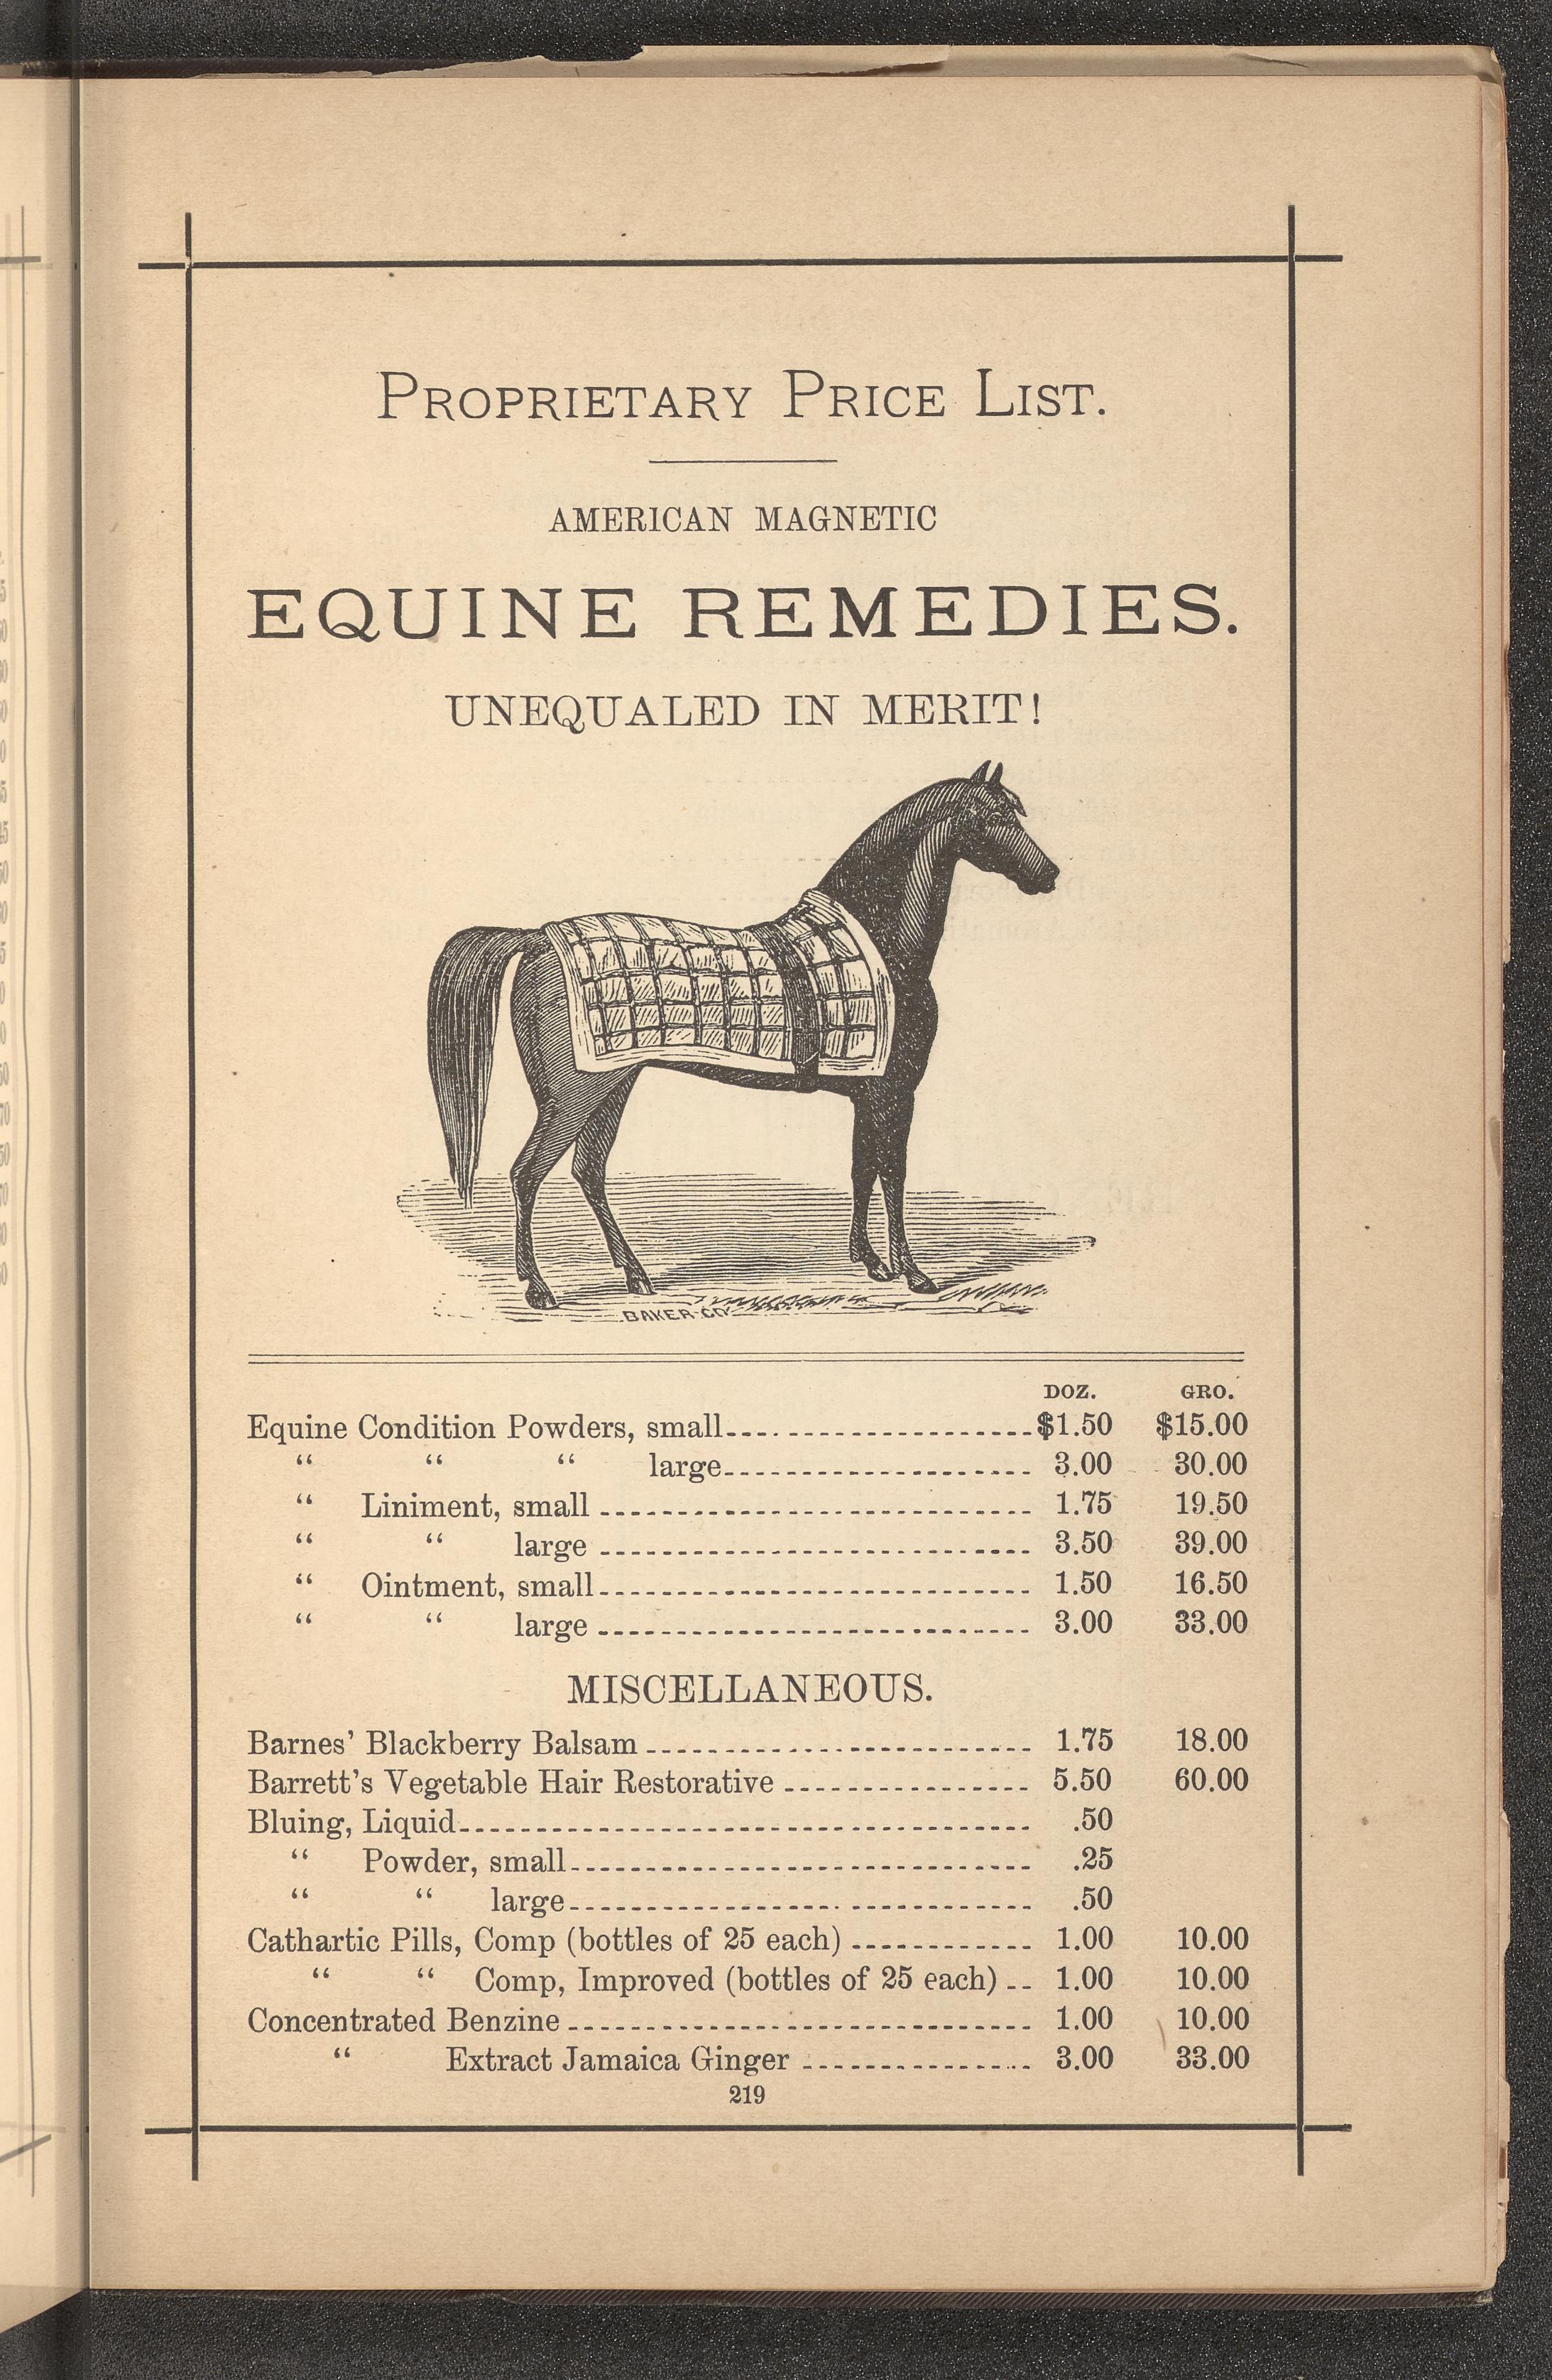 PROPRIETARY PRICE LIST.
AMERICAN MAGNETIC
EQUINE REMEDIES.
UNEQUALED IN MERIT!
BAKER-CO
DOZ. GRO.
Equine Condition Powders, small $1.50 $15.00
“ “ “ large 3.00 30.00
“ Liniment, small 1.75 19.50
“ “ large 3.50 39.00
“ Ointment, small 1.50 16.50
“ “ large 3.00 33.00
MISCELLANEOUS.
Barnes’ Blackberry Balsam 1.75 18.00
Barrett’s Vegetable Hair Restorative 5.50 60.00
Bluing, Liquid .50
“ Powder, small .25
“ “ large .50
Cathartic Pills, Comp (bottles of 25 each) 1.00 10.00
“ “ Comp, Improved (bottles of 25 each) 1.00 10.00
Concentrated Benzine 1.00 10.00
“ Extract Jamaica Ginger 3.00 33.00
219